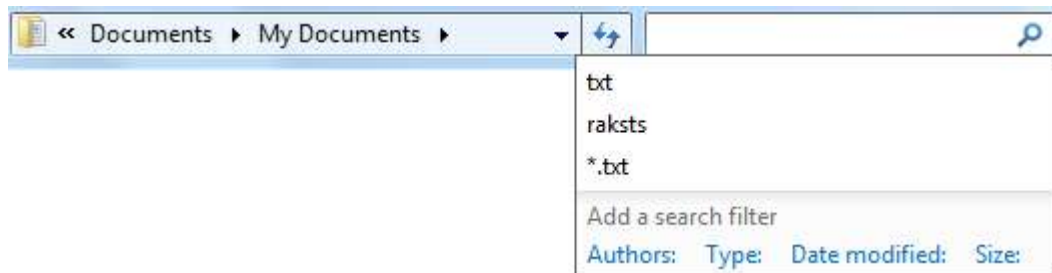 « Documents ▸ My Documents ▸
txt
raksts
*.txt
Add a search filter
Authors: Type: Date modified: Size: